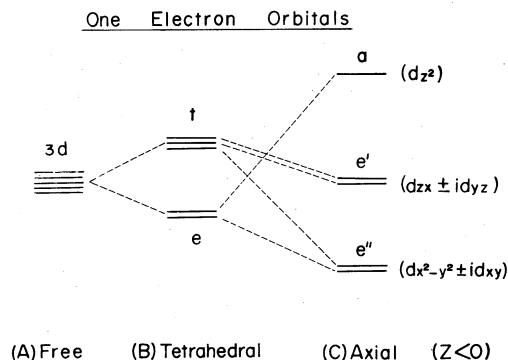 One Electron Orbitals
a
(dz²)
t
3d
e'
(dzx ± idyz)
e
e"
(dx²-y² ± idxy)
(A) Free (B) Tetrahedral (C) Axial (Z<0)